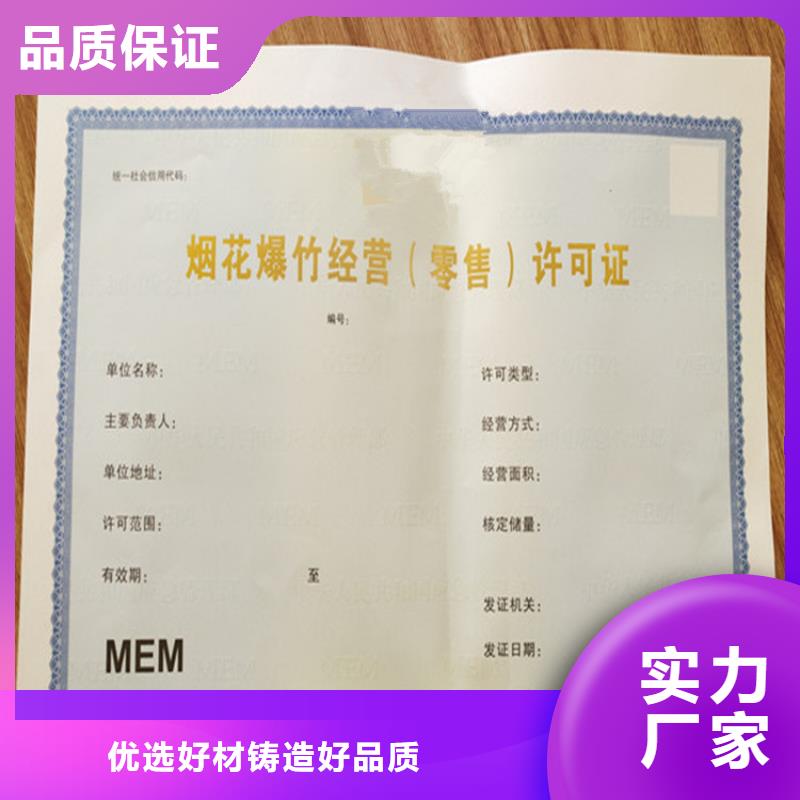 品质保证
统一社会信用代码：
烟花爆竹经营（零售）许可证
编号：
单位名称：
许可类型：
主要负责人：
经营方式：
单位地址：
经营面积：
许可范围：
核定储量：
有效期： 至
发证机关：
发证日期：
MEM
实力
厂家
优选好材铸造好品质